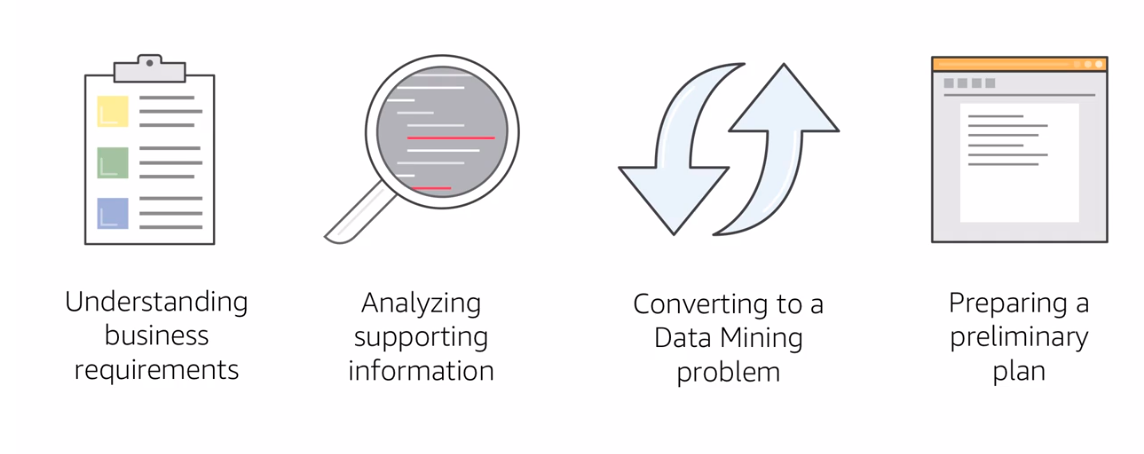 Understanding
business
requirements
Analyzing
supporting
information
Converting to a
Data Mining
problem
Preparing a
preliminary
plan